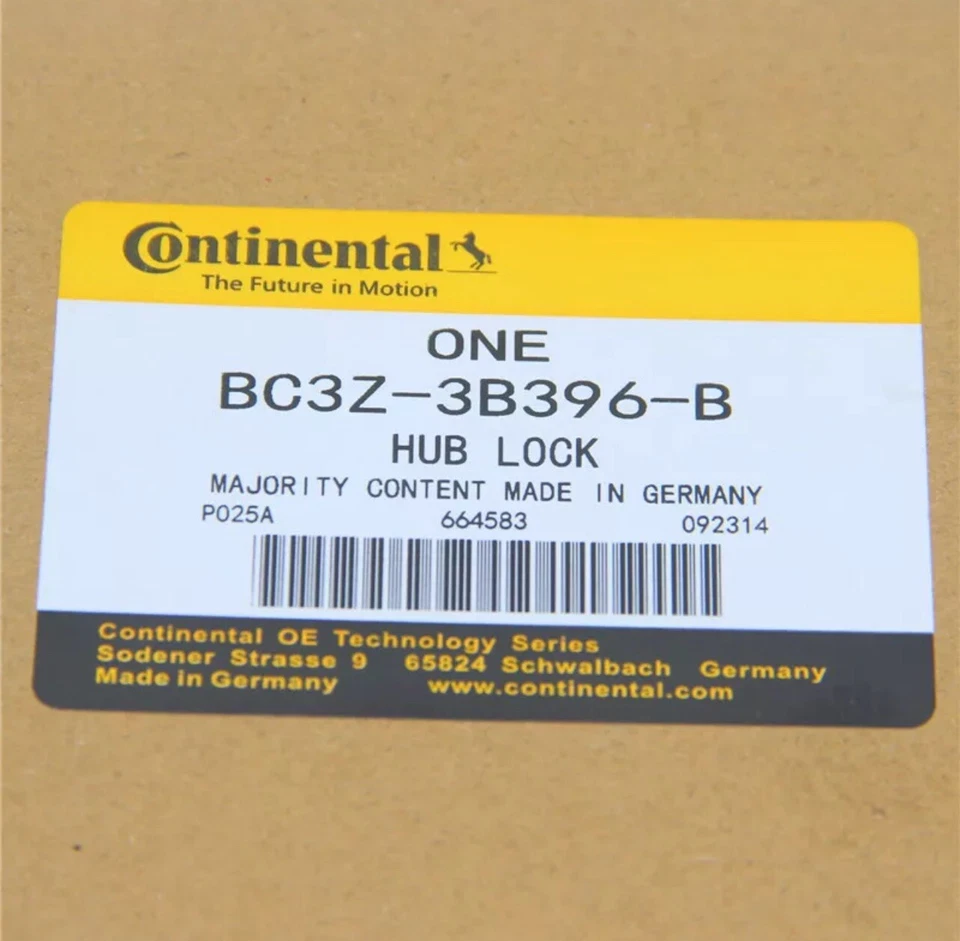 Continental
The Future in Motion
ONE
BC3Z-3B396-B
HUB LOCK
MAJORITY CONTENT MADE IN GERMANY
P025A 664583 092314
Continental OE Technology Series
Sodener Strasse 9 65824 Schwalbach Germany
Made in Germany www.continental.com